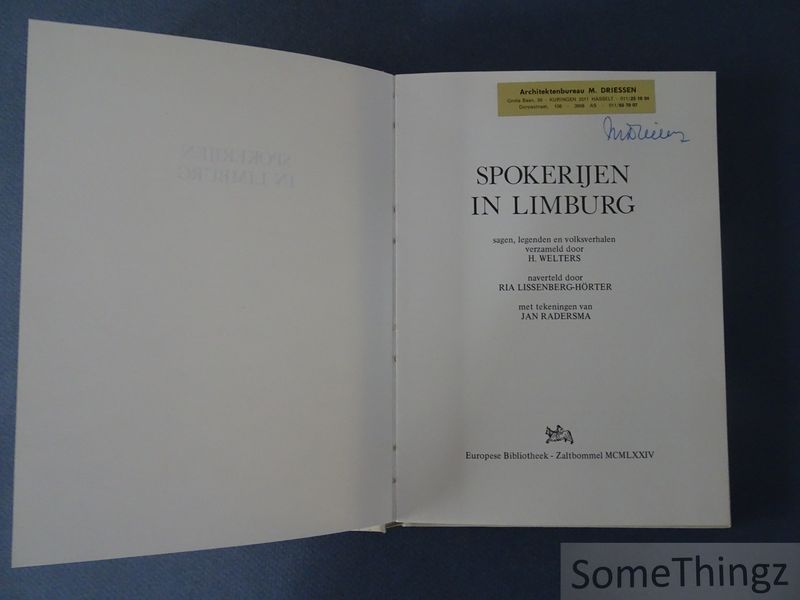 Architektenbureau M. DRIESSEN
SPOKERIJEN
IN LIMBURG
sagen, legenden en volksverhalen
verzameld door
H. WELTERS
naverteld door
RIA LISSENBERG-HÖRTER
met tekeningen van
JAN RADERSMA
Europese Bibliotheek - Zaltbommel MCMLXXIV
SomeThingz